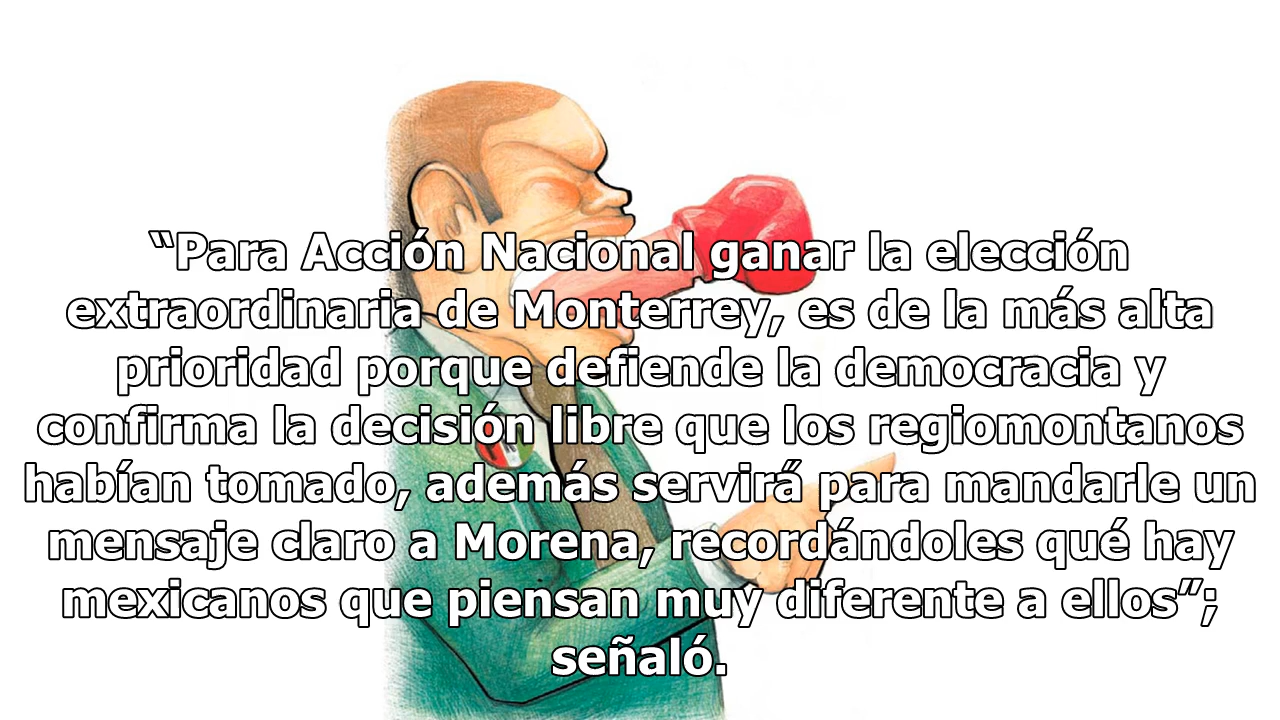 “Para Acción Nacional ganar la elección
extraordinaria de Monterrey, es de la más alta
prioridad porque defiende la democracia y
confirma la decisión libre que los regiomontanos
habían tomado, además servirá para mandarle un
mensaje claro a Morena, recordándoles qué hay
mexicanos que piensan muy diferente a ellos”;
señaló.